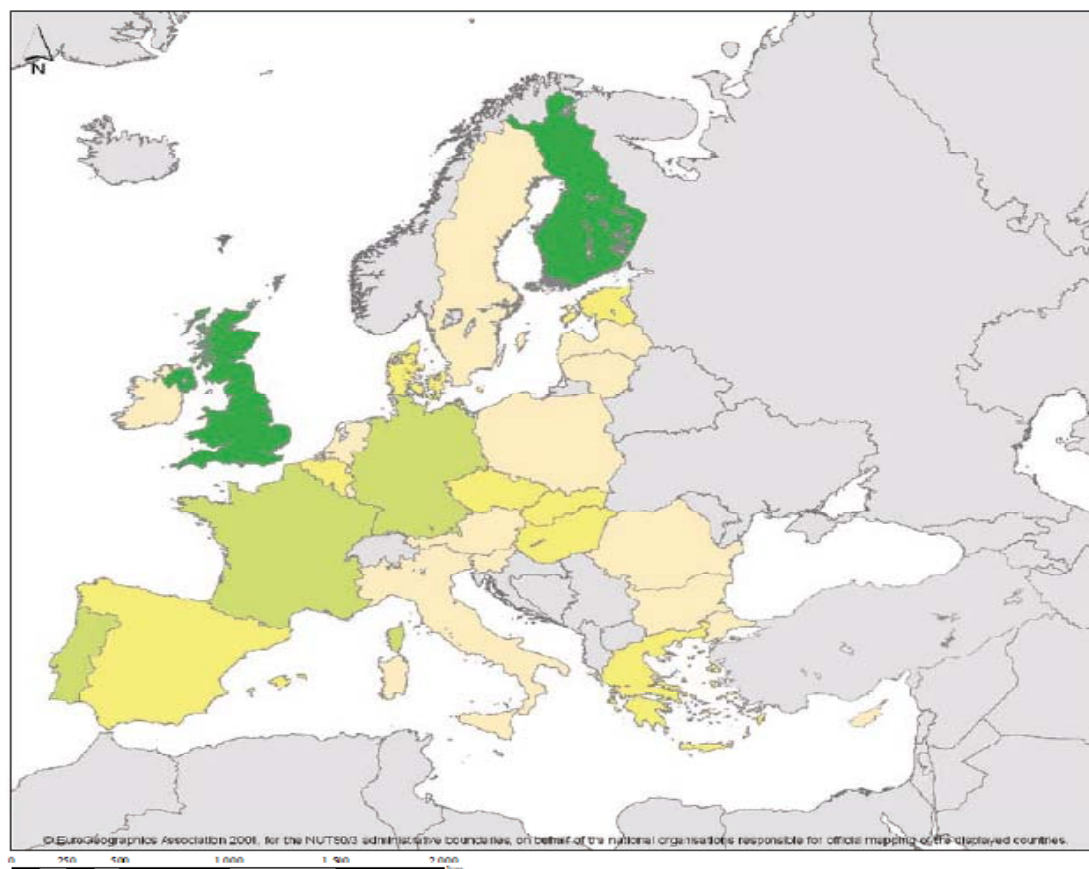 N
© EuroGeographics Association 2001, for the NUTS0/3 administrative boundaries, on behalf of the national organisations responsible for official mapping of the displayed countries.
0 250 500 1 000 1 500 2 000